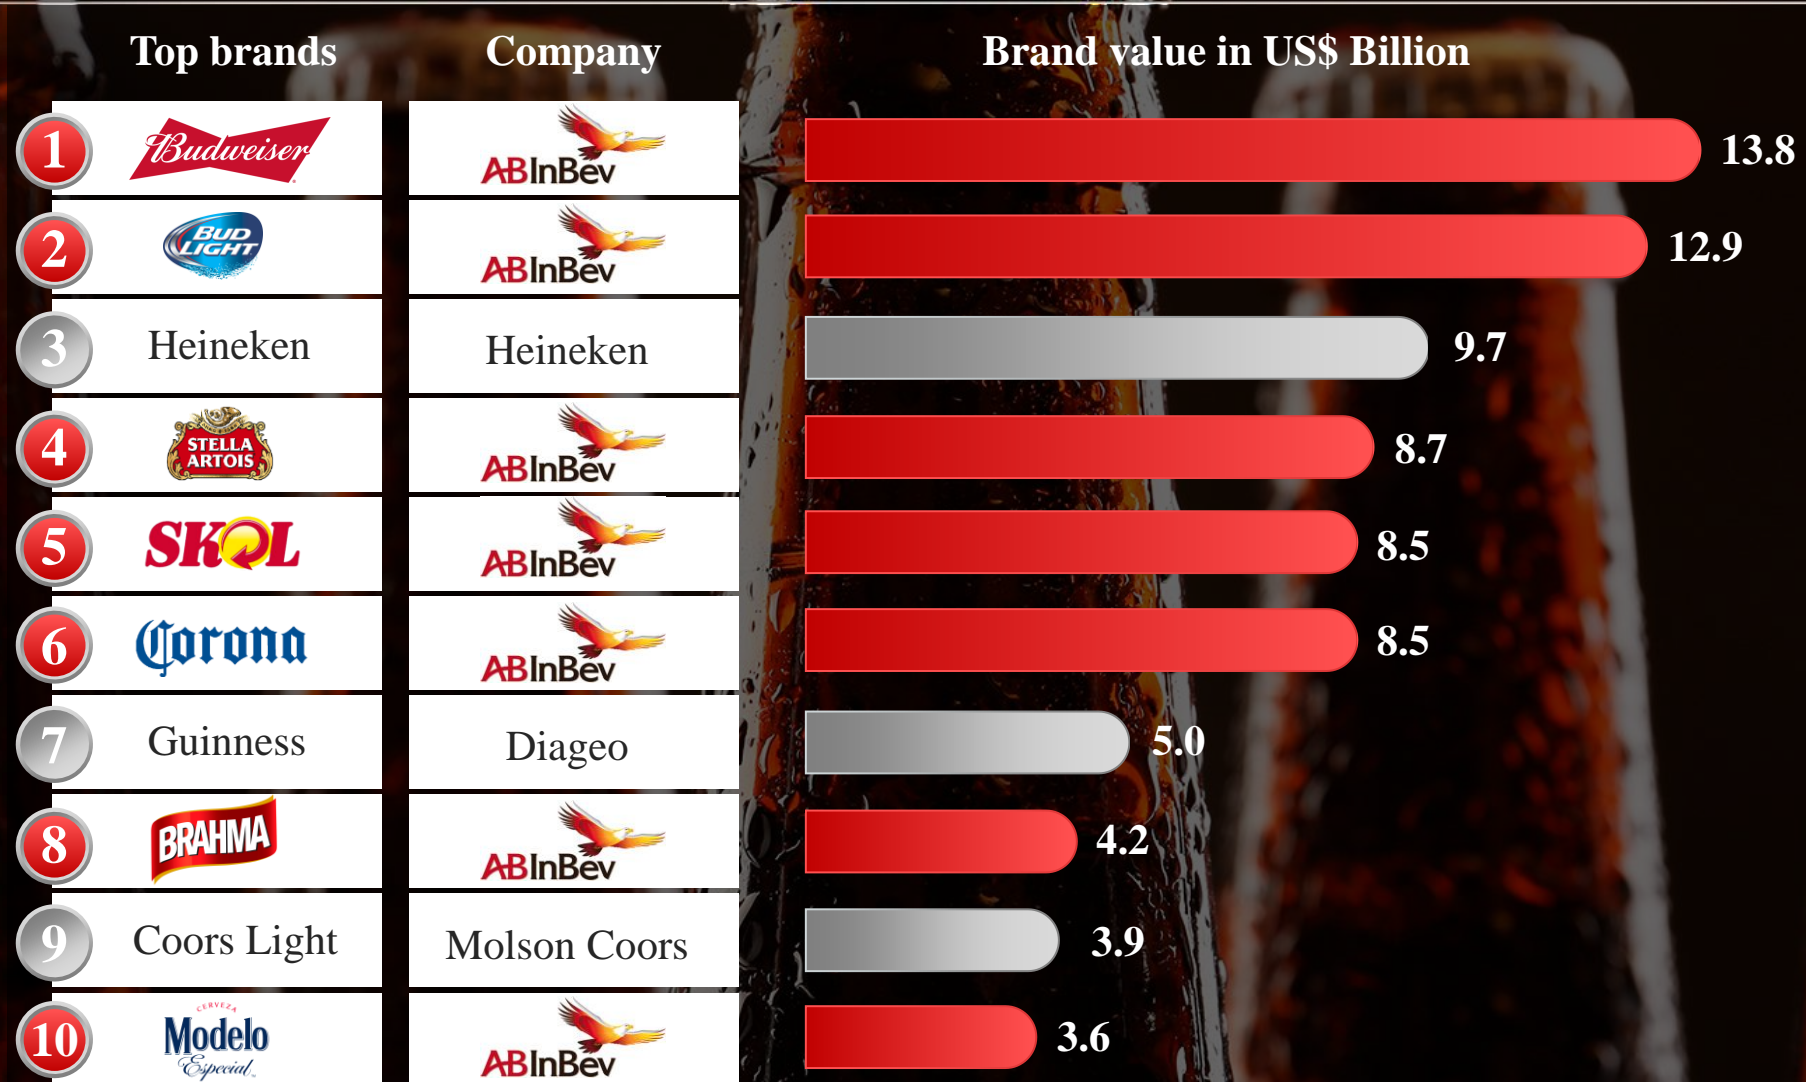 Top brands Company Brand value in US$ Billion
1 Budweiser ABInBev 13.8
2 BUD LIGHT ABInBev 12.9
3 Heineken Heineken 9.7
4 STELLA ARTOIS ABInBev 8.7
5 SKOL ABInBev 8.5
6 Corona ABInBev 8.5
7 Guinness Diageo 5.0
8 BRAHMA ABInBev 4.2
9 Coors Light Molson Coors 3.9
10 CERVEZA Modelo Especial ABInBev 3.6